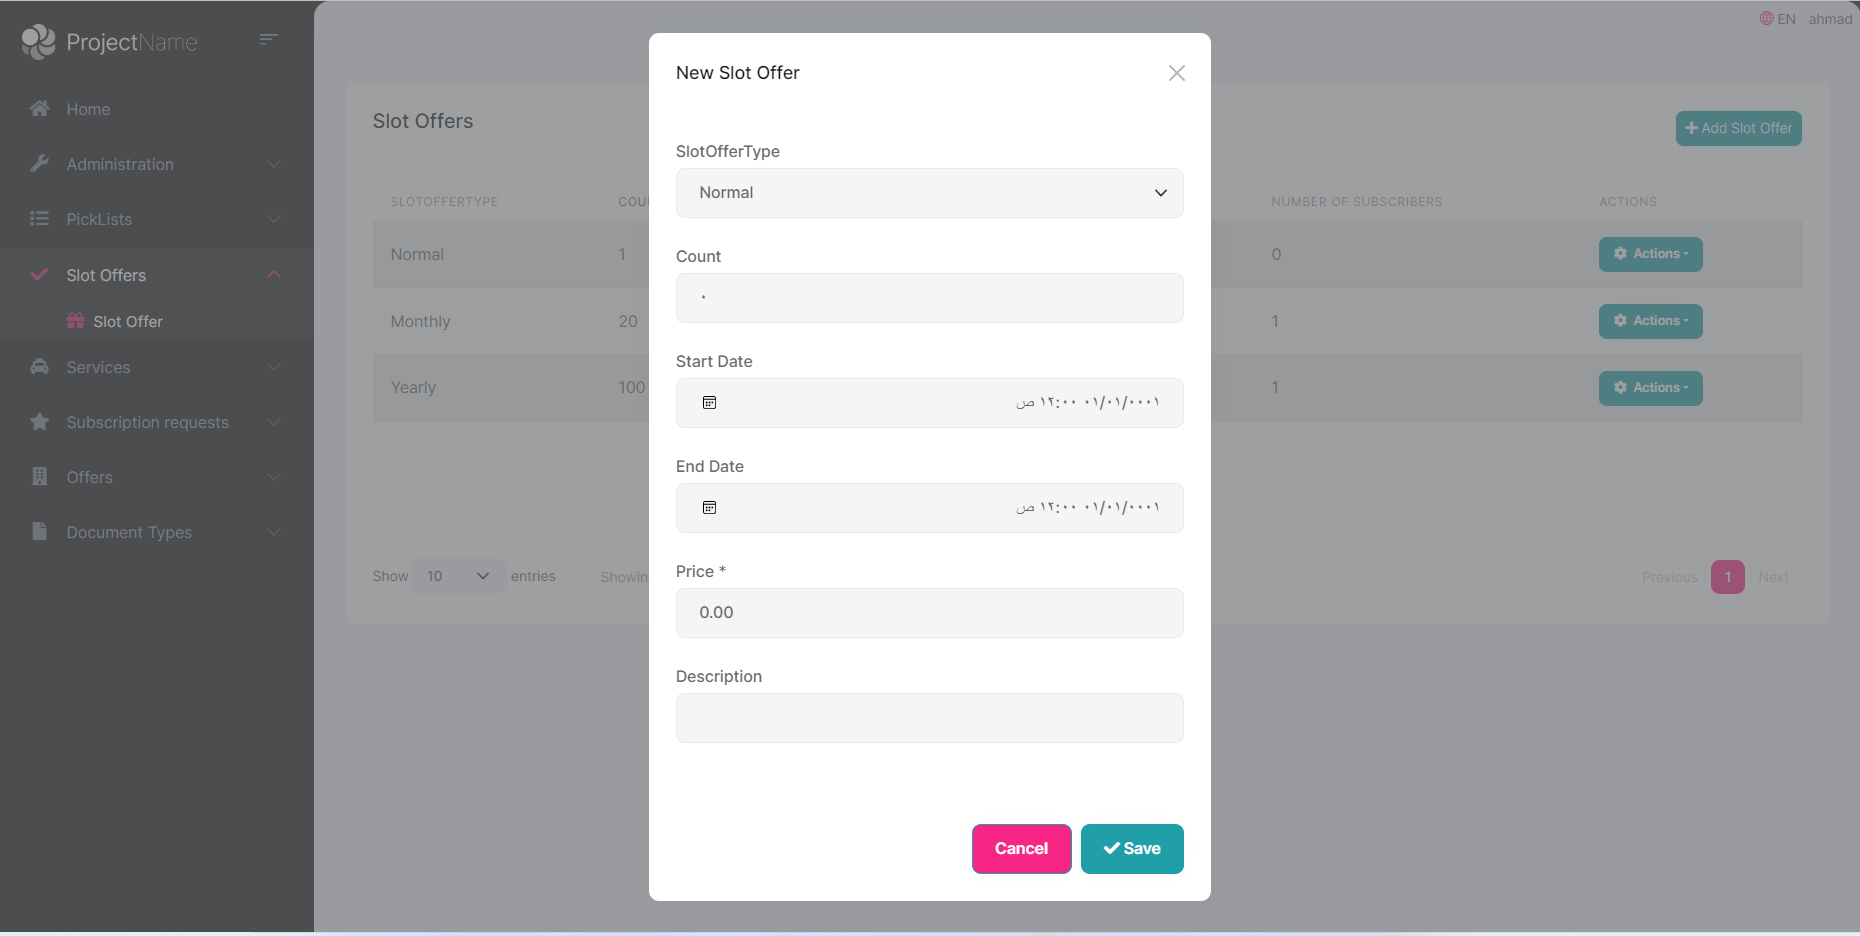 ProjectName
EN ahmad
Home
Administration
PickLists
Slot Offers
Slot Offer
Services
Subscription requests
Offers
Document Types
Slot Offers
+ Add Slot Offer
SLOTOFFERTYPE
NUMBER OF SUBSCRIBERS
ACTIONS
Normal 1 0 Actions
Monthly 20 1 Actions
Yearly 100 1 Actions
Show 10 entries
Previous 1 Next
New Slot Offer
SlotOfferType
Normal
Count
٠
Start Date
٠١/٠١/٠٠٠١ ١٢:٠٠ ص
End Date
٠١/٠١/٠٠٠١ ١٢:٠٠ ص
Price *
0.00
Description
Cancel
Save